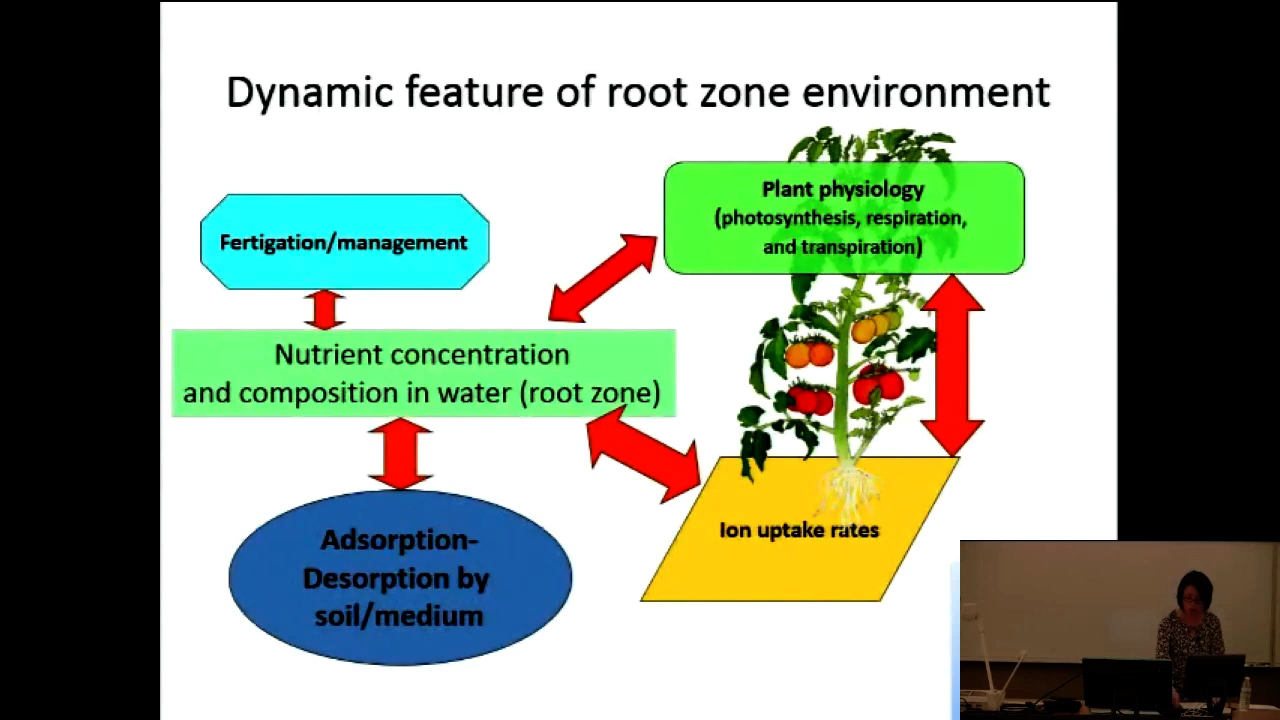 Dynamic feature of root zone environment
Plant physiology
(photosynthesis, respiration,
and transpiration)
Fertigation/management
Nutrient concentration
and composition in water (root zone)
Ion uptake rates
Adsorption-
Desorption by
soil/medium